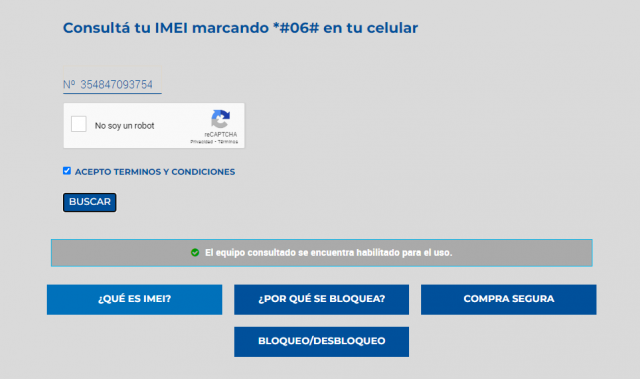 Consultá tu IMEI marcando *#06# en tu celular
Nº 354847093754
No soy un robot
reCAPTCHA
Privacidad • Términos
ACEPTO TERMINOS Y CONDICIONES
BUSCAR
El equipo consultado se encuentra habilitado para el uso.
¿QUÉ ES IMEI?
¿POR QUÉ SE BLOQUEA?
COMPRA SEGURA
BLOQUEO/DESBLOQUEO